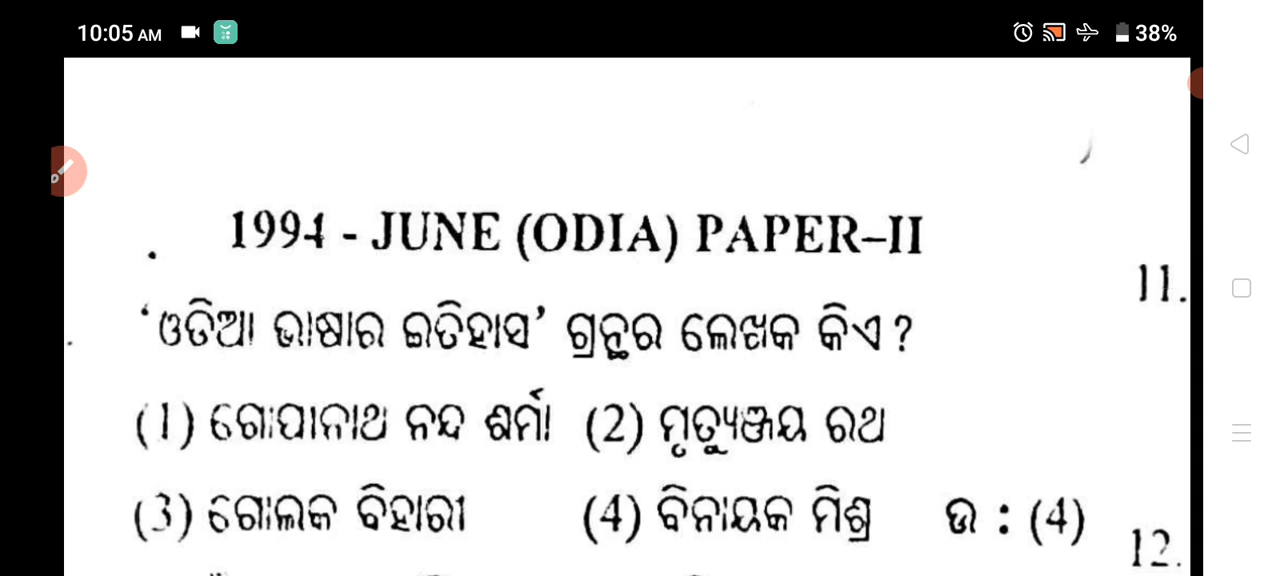 10:05 AM 38%
1994 - JUNE (ODIA) PAPER–II
11.
‘ଓଡିଆ ଭାଷାର ଇତିହାସ’ ଗ୍ରନ୍ଥର ଲେଖକ କିଏ ?
(1) ଗୋପାନାଥ ନନ୍ଦ ଶର୍ମା (2) ମୃତ୍ୟୁଞ୍ଜୟ ରଥ
(3) ଗୋଲକ ବିହାରୀ (4) ବିନାୟକ ମିଶ୍ର ଉ : (4)
12.